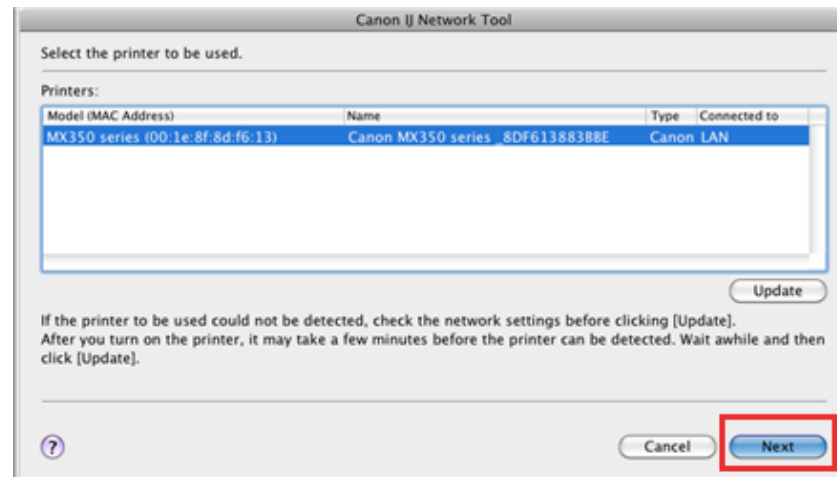 Canon IJ Network Tool
Select the printer to be used.
Printers:
Model (MAC Address) Name Type Connected to
MX350 series (00:1e:8f:8d:f6:13) Canon MX350 series _8DF613883BBE Canon LAN
Update
If the printer to be used could not be detected, check the network settings before clicking [Update].
After you turn on the printer, it may take a few minutes before the printer can be detected. Wait awhile and then
click [Update].
? Cancel Next